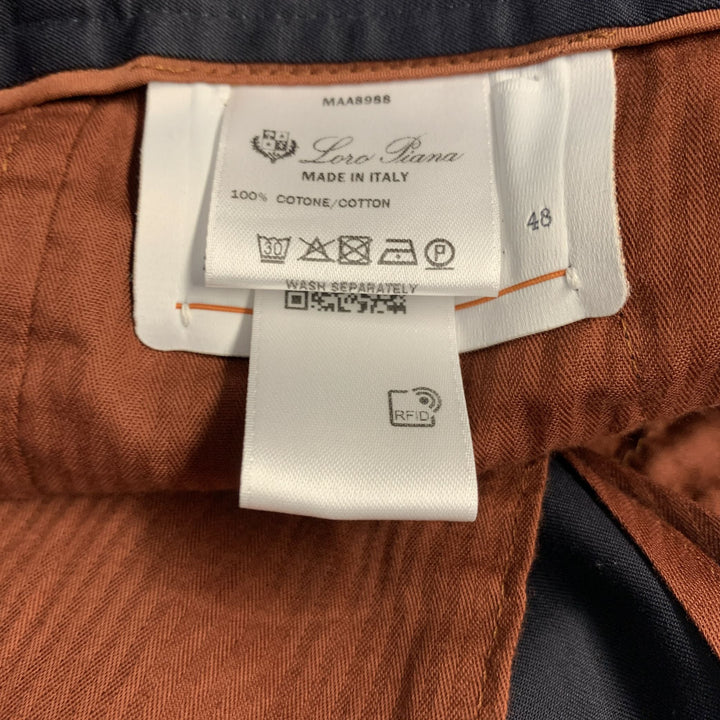 MAA8988
Loro Piana
MADE IN ITALY
100% COTONE/COTTON
30 P
WASH SEPARATELY
48
RFID